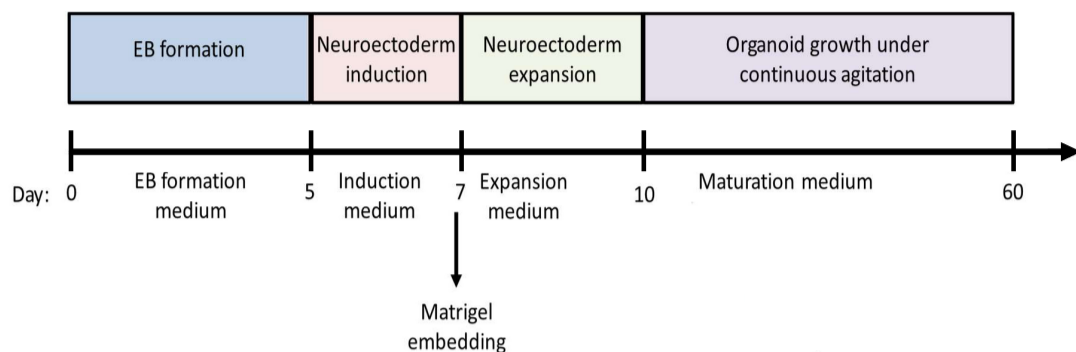 EB formation
Neuroectderm
induction
Neuroectoderm
expansion
Organoid growth under
continuous agitation
Day:
0
EB formation
medium
5
Induction
medium
7
Expansion
medium
10
Maturation medium
60
Matrigel
embedding